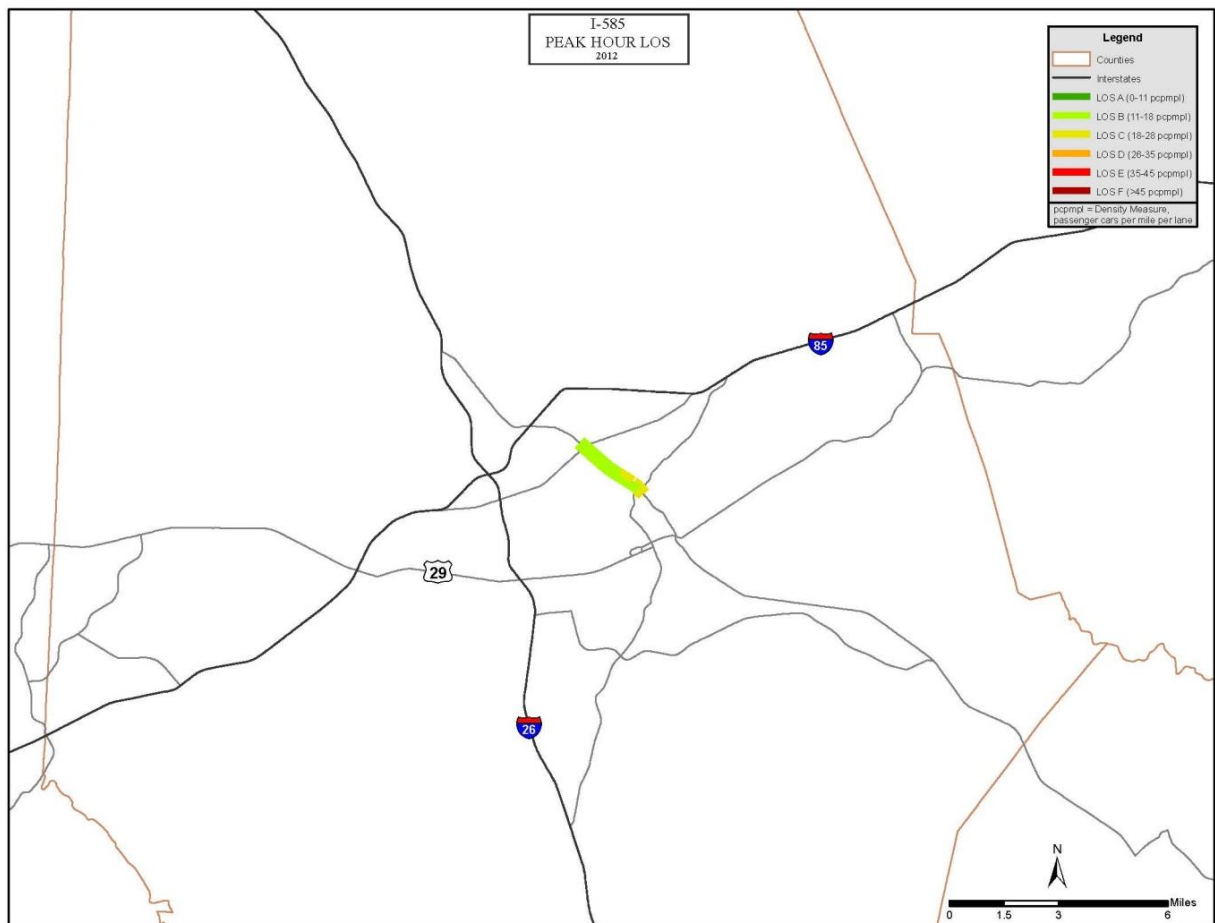 I-585
PEAK HOUR LOS
2012
Legend
Counties
Interstates
LOS A (0-11 pcpmpl)
LOS B (11-18 pcpmpl)
LOS C (18-28 pcpmpl)
LOS D (26-35 pcpmpl)
LOS E (35-45 pcpmpl)
LOS F (>45 pcpmpl)
pcpmpl = Density Measure,
passenger cars per mile per lane
85
29
26
N
Miles
0 1.5 3 6